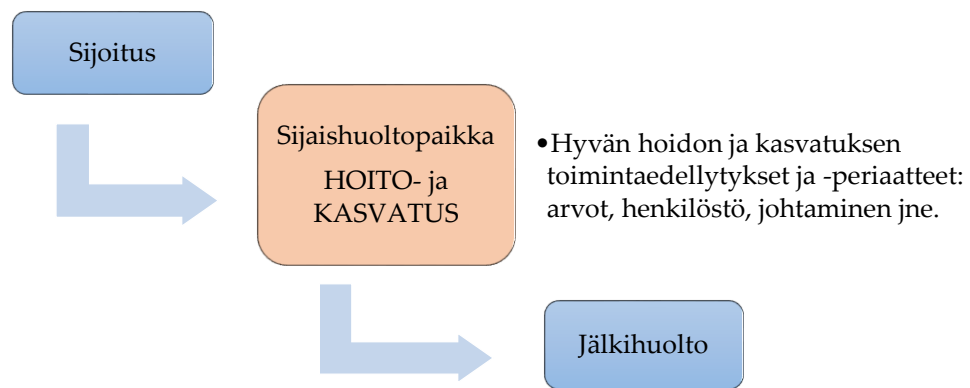 Sijoitus
Sijaishuoltopaikka
HOITO- ja
KASVATUS
•Hyvän hoidon ja kasvatuksen
toimintaedellytykset ja -periaatteet:
arvot, henkilöstö, johtaminen jne.
Jälkihuolto